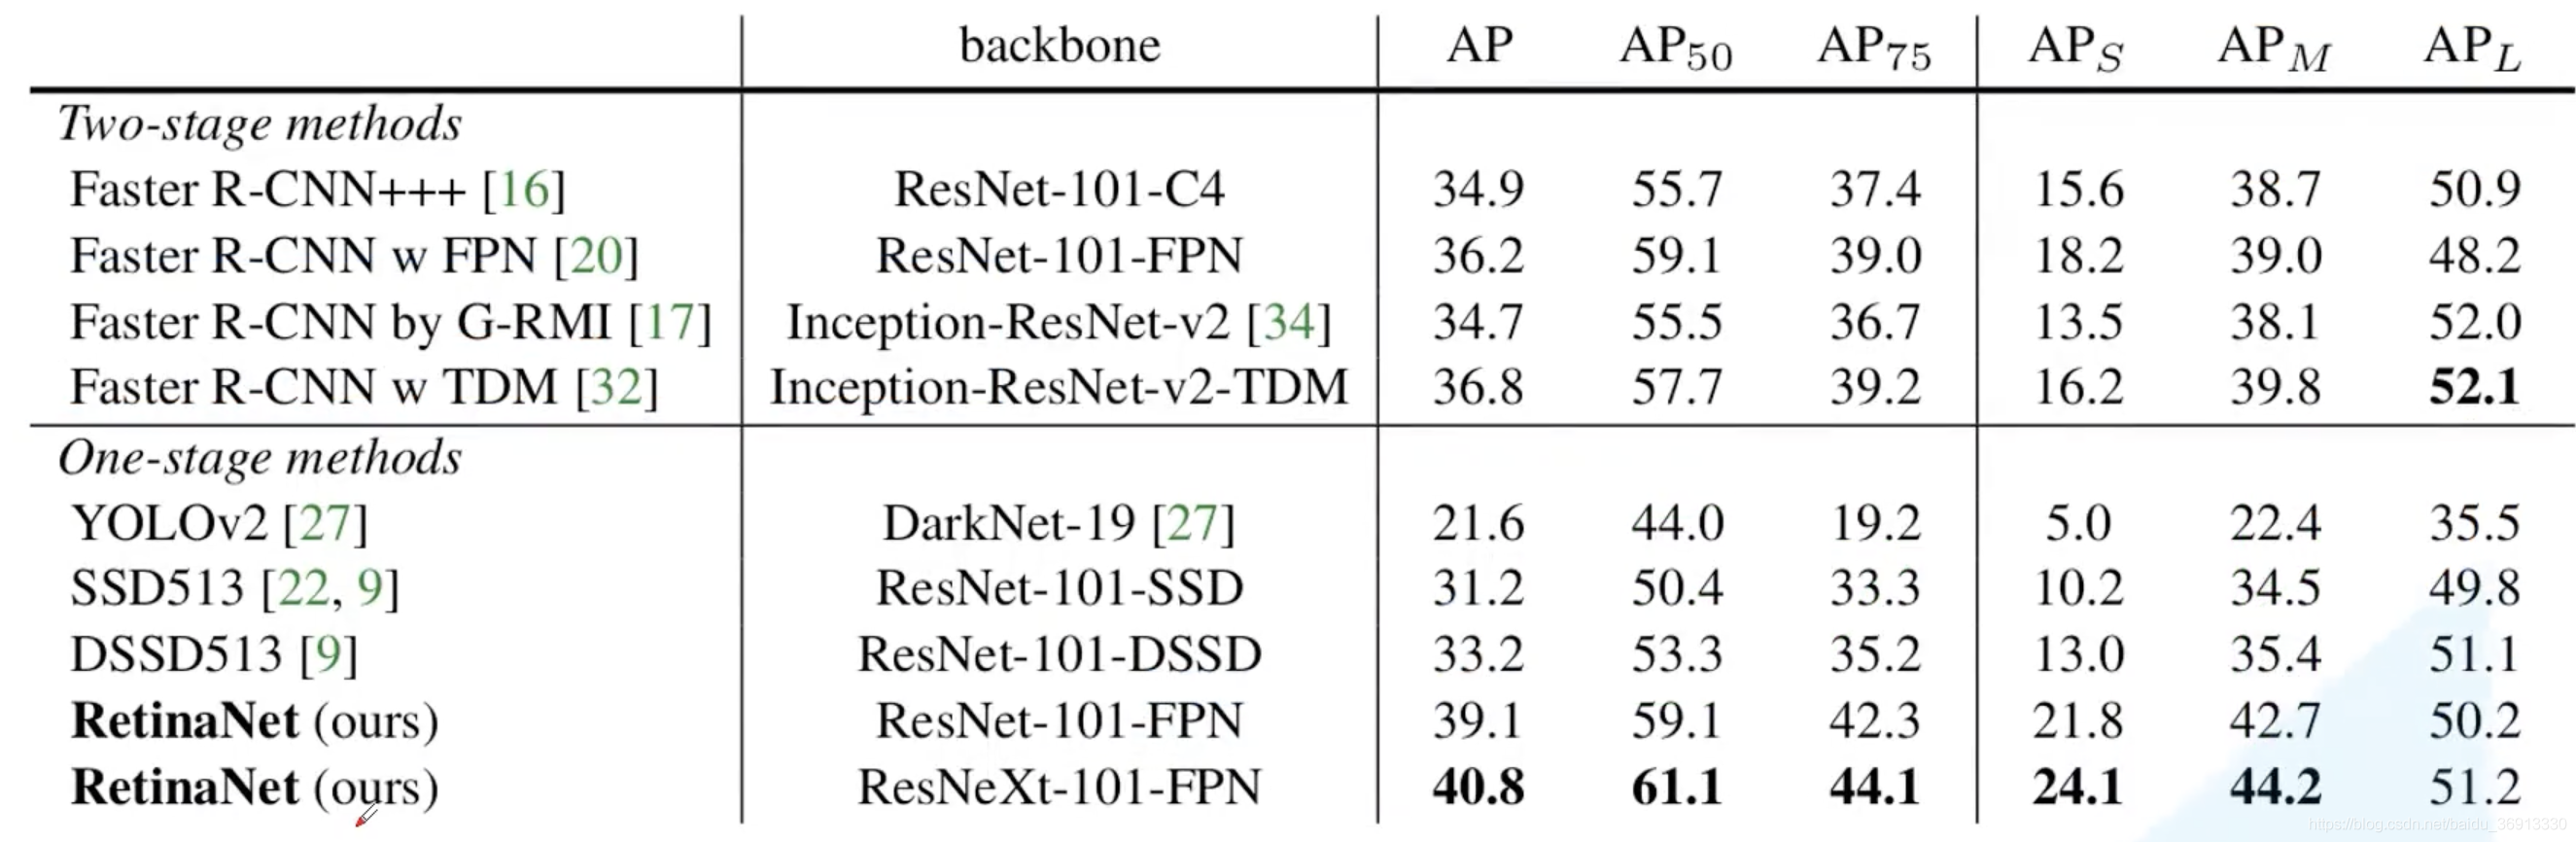 backbone AP AP50 AP75 APS APM APL
Two-stage methods
Faster R-CNN+++ [16] ResNet-101-C4 34.9 55.7 37.4 15.6 38.7 50.9
Faster R-CNN w FPN [20] ResNet-101-FPN 36.2 59.1 39.0 18.2 39.0 48.2
Faster R-CNN by G-RMI [17] Inception-ResNet-v2 [34] 34.7 55.5 36.7 13.5 38.1 52.0
Faster R-CNN w TDM [32] Inception-ResNet-v2-TDM 36.8 57.7 39.2 16.2 39.8 52.1
One-stage methods
YOLOv2 [27] DarkNet-19 [27] 21.6 44.0 19.2 5.0 22.4 35.5
SSD513 [22, 9] ResNet-101-SSD 31.2 50.4 33.3 10.2 34.5 49.8
DSSD513 [9] ResNet-101-DSSD 33.2 53.3 35.2 13.0 35.4 51.1
RetinaNet (ours) ResNet-101-FPN 39.1 59.1 42.3 21.8 42.7 50.2
RetinaNet (ours) ResNeXt-101-FPN 40.8 61.1 44.1 24.1 44.2 51.2
https://blog.csdn.net/baidu_36913330